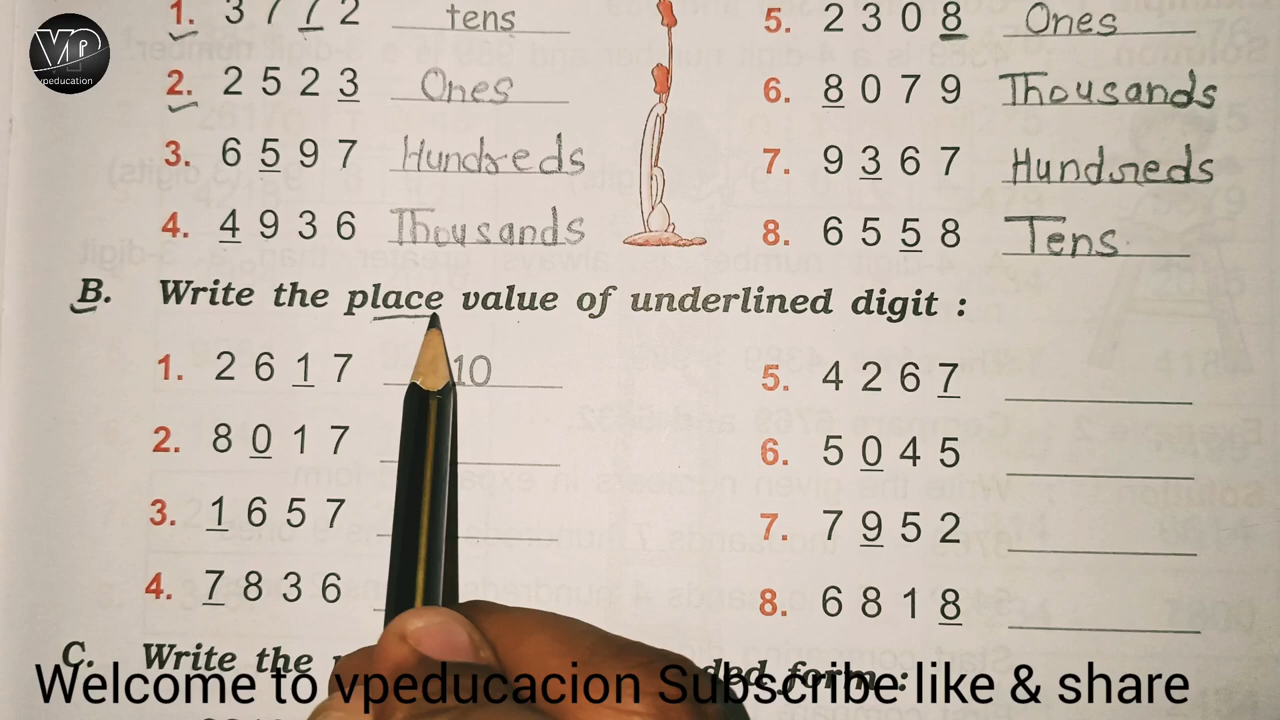 VP
vpeducation
1. 3 7 7 2 tens
2. 2 5 2 3 Ones
3. 6 5 9 7 Hundreds
4. 4 9 3 6 Thousands
5. 2 3 0 8 Ones
6. 8 0 7 9 Thousands
7. 9 3 6 7 Hundreds
8. 6 5 5 8 Tens
B. Write the place value of underlined digit :
1. 2 6 1 7 10
2. 8 0 1 7
3. 1 6 5 7
4. 7 8 3 6
5. 4 2 6 7
6. 5 0 4 5
7. 7 9 5 2
8. 6 8 1 8
C. Write the
form :
Welcome to vpeducacion Subscribe like & share